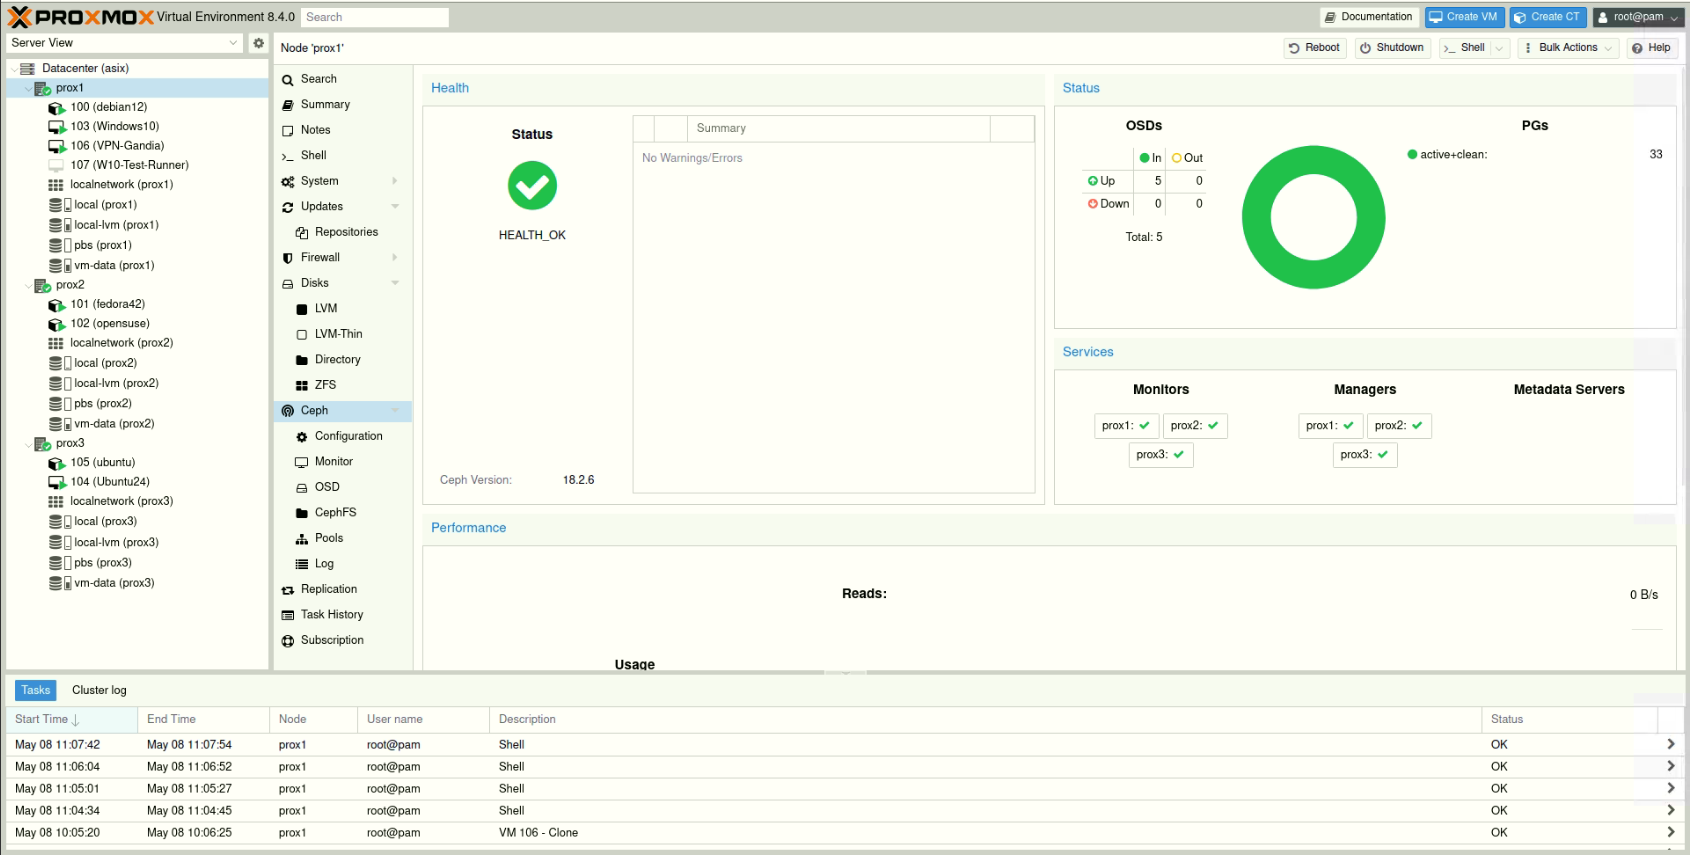 PROXMOX Virtual Environment 8.4.0 Search
Documentation Create VM Create CT root@pam
Server View
Node 'prox1'
Reboot Shutdown Shell Bulk Actions Help
Datacenter (asix)
prox1
100 (debian12)
103 (Windows10)
106 (VPN-Gandia)
107 (W10-Test-Runner)
localnetwork (prox1)
local (prox1)
local-lvm (prox1)
pbs (prox1)
vm-data (prox1)
prox2
101 (fedora42)
102 (opensuse)
localnetwork (prox2)
local (prox2)
local-lvm (prox2)
pbs (prox2)
vm-data (prox2)
prox3
105 (ubuntu)
104 (Ubuntu24)
localnetwork (prox3)
local (prox3)
local-lvm (prox3)
pbs (prox3)
vm-data (prox3)
Search
Summary
Notes
Shell
System
Updates
Repositories
Firewall
Disks
LVM
LVM-Thin
Directory
ZFS
Ceph
Configuration
Monitor
OSD
CephFS
Pools
Log
Replication
Task History
Subscription
Health
Status
HEALTH_OK
Ceph Version: 18.2.6
Summary
No Warnings/Errors
Status
OSDs
In Out
Up 5 0
Down 0 0
Total: 5
PGs
active+clean: 33
Services
Monitors
prox1: prox2:
prox3:
Managers
prox1: prox2:
prox3:
Metadata Servers
Performance
Reads: 0 B/s
Usage
Tasks Cluster log
Start Time End Time Node User name Description Status
May 08 11:07:42 May 08 11:07:54 prox1 root@pam Shell OK
May 08 11:06:04 May 08 11:06:52 prox1 root@pam Shell OK
May 08 11:05:01 May 08 11:05:27 prox1 root@pam Shell OK
May 08 11:04:34 May 08 11:04:45 prox1 root@pam Shell OK
May 08 10:05:20 May 08 10:06:25 prox1 root@pam VM 106 - Clone OK